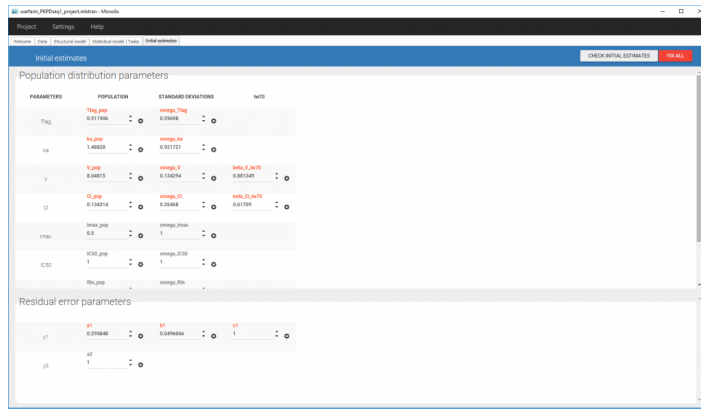 warfarin_PKPDseq1_project.mlxtran - Monolix
Project Settings Help
Welcome Data Structural model Statistical model Tasks Initial estimates
Initial estimates CHECK INITIAL ESTIMATES FIX ALL
Population distribution parameters
PARAMETERS POPULATION STANDARD DEVIATIONS lw70
Tlag_pop omega_Tlag
Tlag 0.911906 0.59698
ka_pop omega_ka
ka 1.48820 0.921721
V_pop omega_V beta_V_lw70
V 8.04815 0.134294 0.881349
Cl_pop omega_Cl beta_Cl_lw70
Cl 0.134314 0.26468 0.61709
Imax_pop omega_Imax
Imax 0.5 1
IC50_pop omega_IC50
IC50 1 1
Rin_pop omega_Rin
Residual error parameters
a1 b1 c1
y1 0.295848 0.0496066 1
a2
y2 1